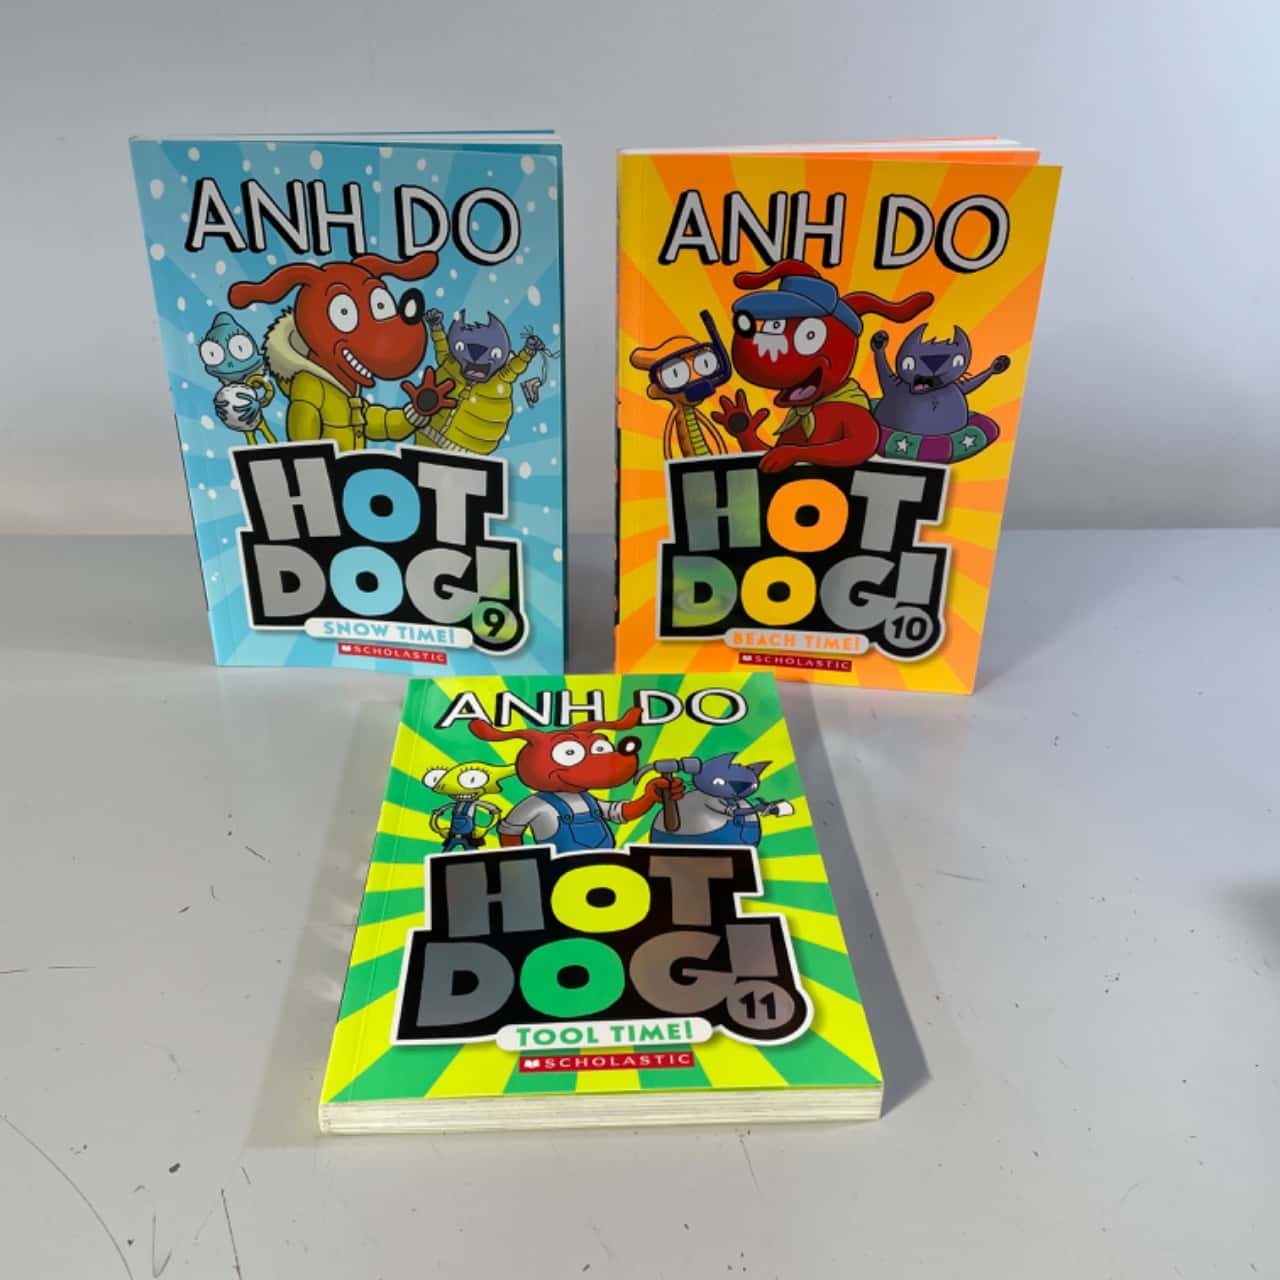 ANH DO
HOT
DOG!
9
SNOW TIME!
SCHOLASTIC
ANH DO
HOT
DOG!
10
BEACH TIME!
SCHOLASTIC
ANH DO
HOT
DOG!
11
TOOL TIME!
SCHOLASTIC